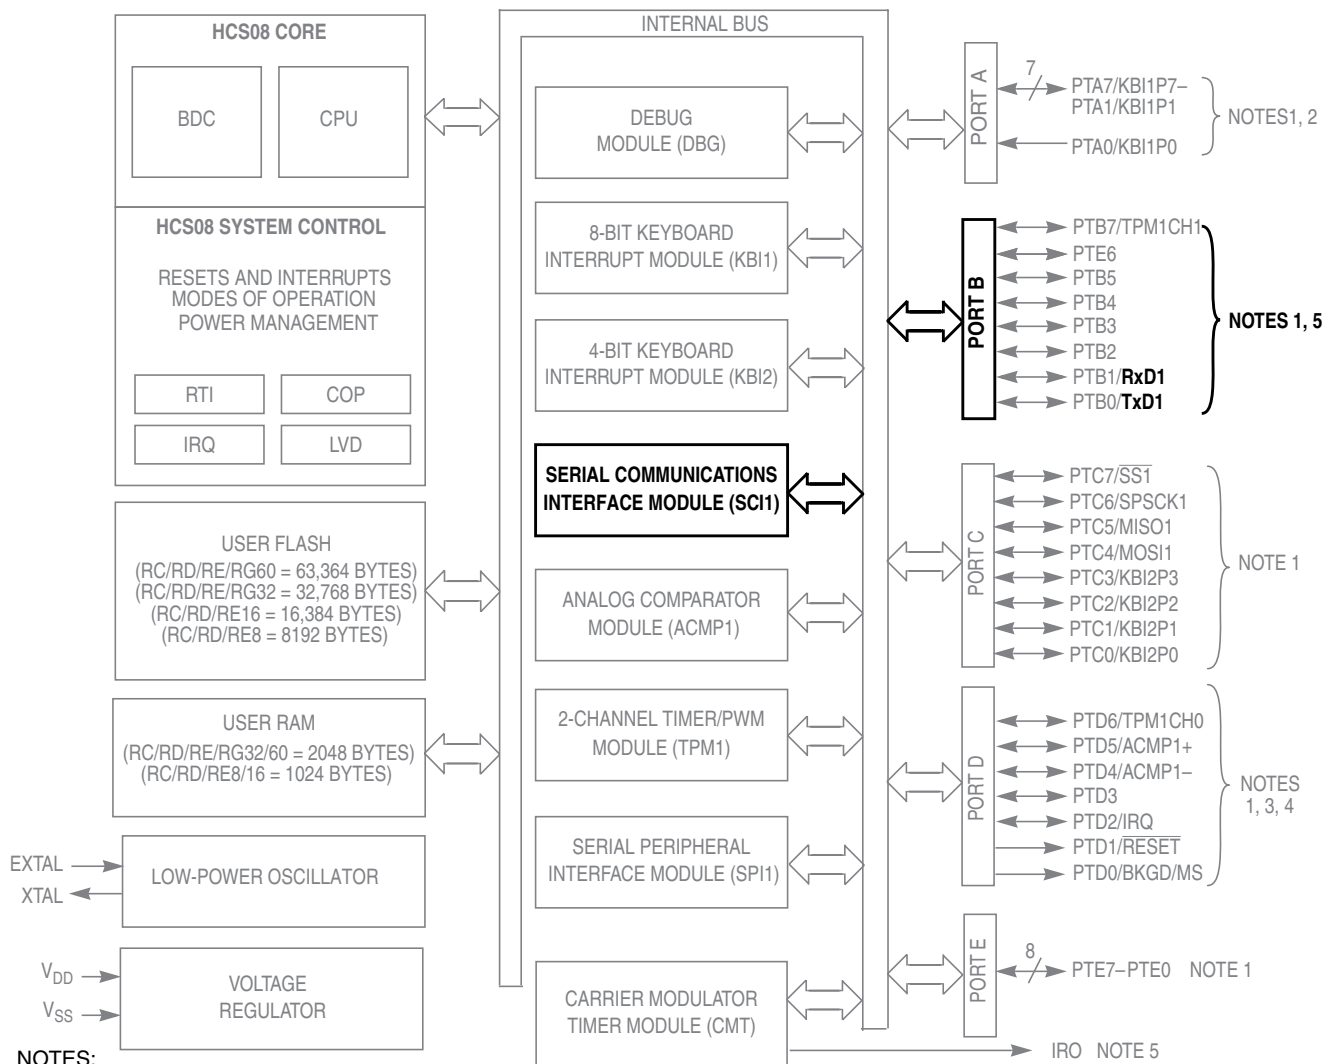 HCS08 CORE
BDC
CPU
HCS08 SYSTEM CONTROL
RESETS AND INTERRUPTS
MODES OF OPERATION
POWER MANAGEMENT
RTI
COP
IRQ
LVD
USER FLASH
(RC/RD/RE/RG60 = 63,364 BYTES)
(RC/RD/RE/RG32 = 32,768 BYTES)
(RC/RD/RE16 = 16,384 BYTES)
(RC/RD/RE8 = 8192 BYTES)
USER RAM
(RC/RD/RE/RG32/60 = 2048 BYTES)
(RC/RD/RE8/16 = 1024 BYTES)
EXTAL
XTAL
LOW-POWER OSCILLATOR
VDD
VSS
VOLTAGE
REGULATOR
NOTES:
INTERNAL BUS
DEBUG
MODULE (DBG)
8-BIT KEYBOARD
INTERRUPT MODULE (KBI1)
4-BIT KEYBOARD
INTERRUPT MODULE (KBI2)
SERIAL COMMUNICATIONS
INTERFACE MODULE (SCI1)
ANALOG COMPARATOR
MODULE (ACMP1)
2-CHANNEL TIMER/PWM
MODULE (TPM1)
SERIAL PERIPHERAL
INTERFACE MODULE (SPI1)
CARRIER MODULATOR
TIMER MODULE (CMT)
PORT A
7
PTA7/KBI1P7–
PTA1/KBI1P1
PTA0/KBI1P0
NOTES1, 2
PORT B
PTB7/TPM1CH1
PTE6
PTB5
PTB4
PTB3
PTB2
PTB1/RxD1
PTB0/TxD1
NOTES 1, 5
PORT C
PTC7/SS1
PTC6/SPSCK1
PTC5/MISO1
PTC4/MOSI1
PTC3/KBI2P3
PTC2/KBI2P2
PTC1/KBI2P1
PTC0/KBI2P0
NOTE 1
PORT D
PTD6/TPM1CH0
PTD5/ACMP1+
PTD4/ACMP1–
PTD3
PTD2/IRQ
PTD1/RESET
PTD0/BKGD/MS
NOTES
1, 3, 4
PORT E
8
PTE7–PTE0 NOTE 1
IRO NOTE 5